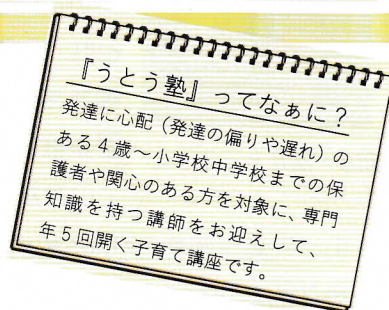 『うとう塾』ってなぁに？
発達に心配（発達の偏りや遅れ）の
ある４歳～小学校中学校までの保
護者や関心のある方を対象に、専門
知識を持つ講師をお迎えして、
年５回開く子育て講座です。